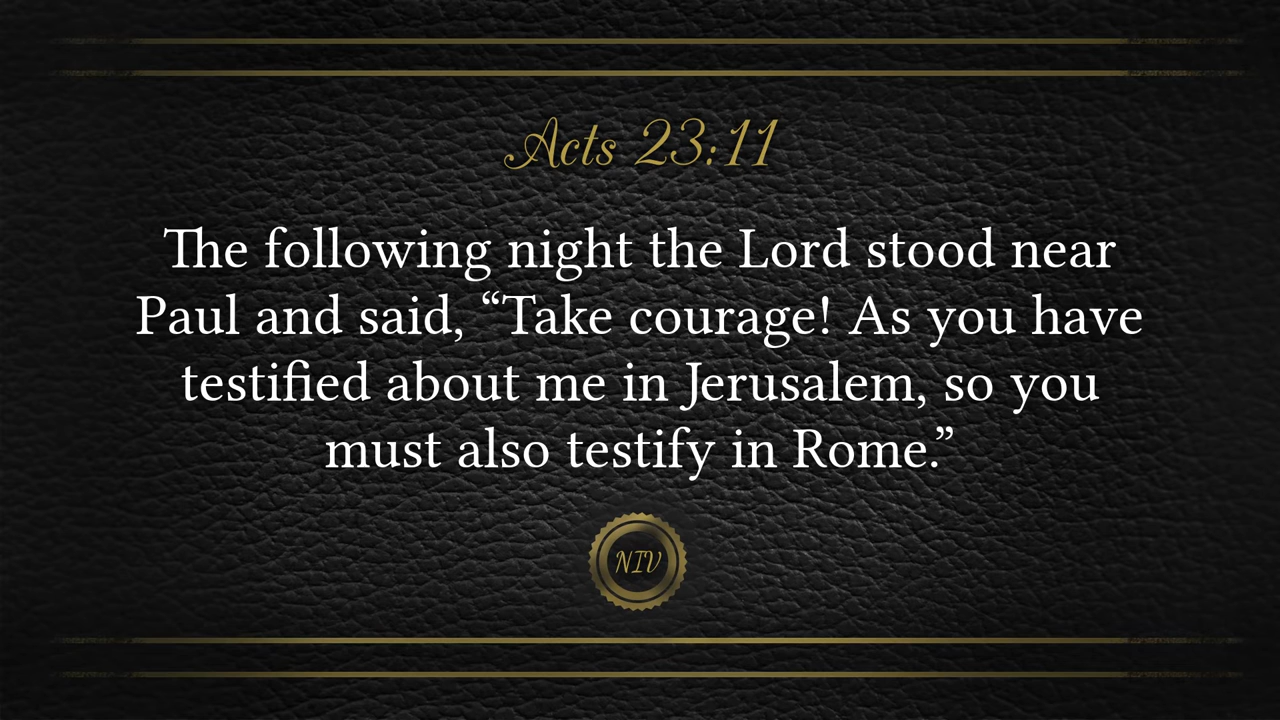 Acts 23:11
The following night the Lord stood near
Paul and said, “Take courage! As you have
testified about me in Jerusalem, so you
must also testify in Rome.”
NIV